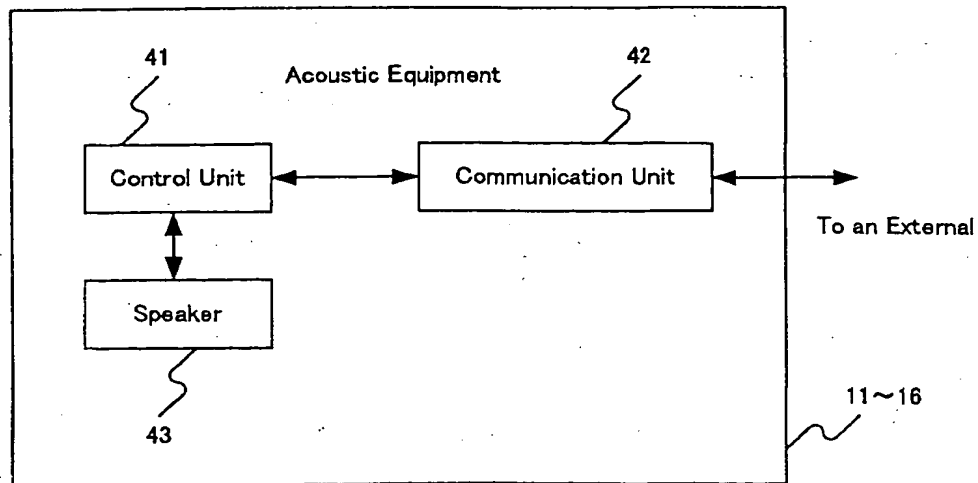 41
Acoustic Equipment
42
Control Unit
Communication Unit
To an External
Speaker
11～16
43